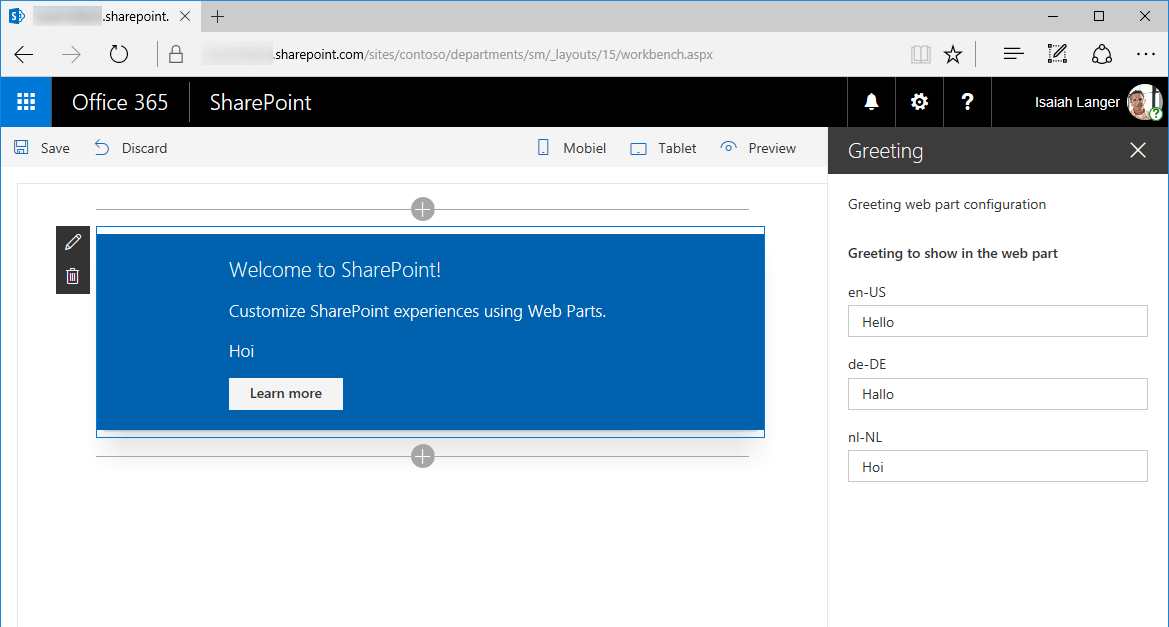 .sharepoint.
.sharepoint.com/sites/contoso/departments/sm/_layouts/15/workbench.aspx
Office 365 SharePoint ? Isaiah Langer
Save Discard Mobiel Tablet Preview
Greeting
Greeting web part configuration
Greeting to show in the web part
en-US
Hello
de-DE
Hallo
nl-NL
Hoi
Welcome to SharePoint!
Customize SharePoint experiences using Web Parts.
Hoi
Learn more